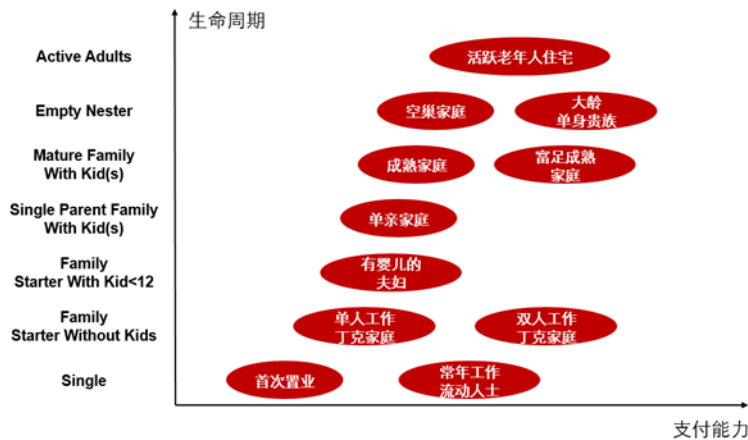 生命周期
Active Adults
活跃老年人住宅
Empty Nester
空巢家庭
大龄
单身贵族
Mature Family
With Kid(s)
成熟家庭
富足成熟
家庭
Single Parent Family
With Kid(s)
单亲家庭
Family
Starter With Kid<12
有婴儿的
夫妇
Family
Starter Without Kids
单人工作
丁克家庭
双人工作
丁克家庭
Single
首次置业
常年工作
流动人士
支付能力